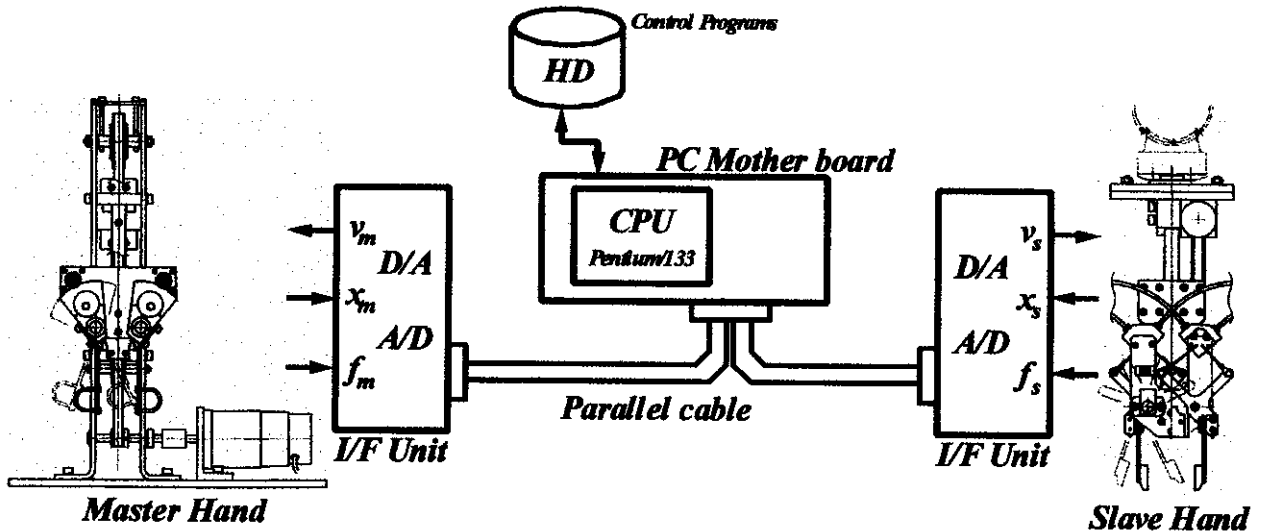 Control Programs
HD
PC Mother board
CPU
Pentium/133
v_m
D/A
x_m
A/D
f_m
I/F Unit
v_s
D/A
x_s
A/D
f_s
I/F Unit
Parallel cable
Master Hand
Slave Hand